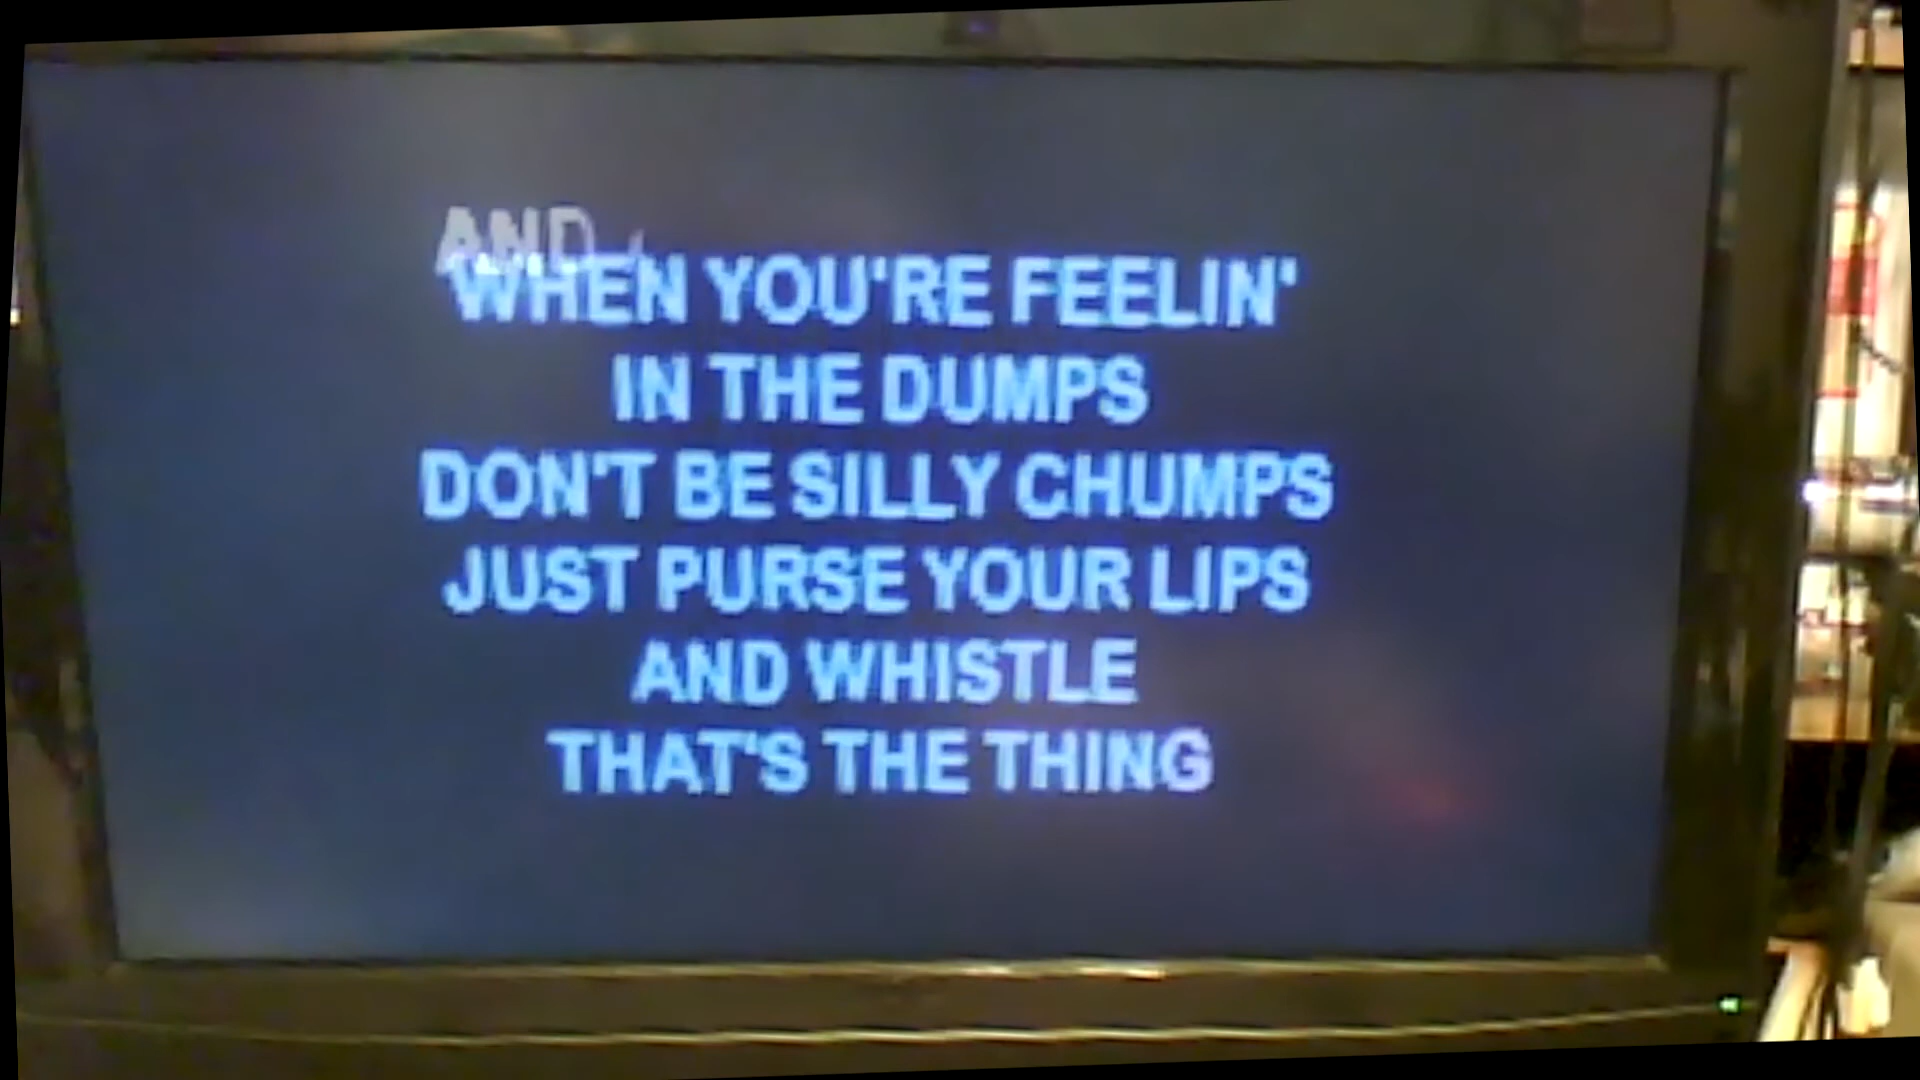 AND
WHEN YOU'RE FEELIN'
IN THE DUMPS
DON'T BE SILLY CHUMPS
JUST PURSE YOUR LIPS
AND WHISTLE
THAT'S THE THING